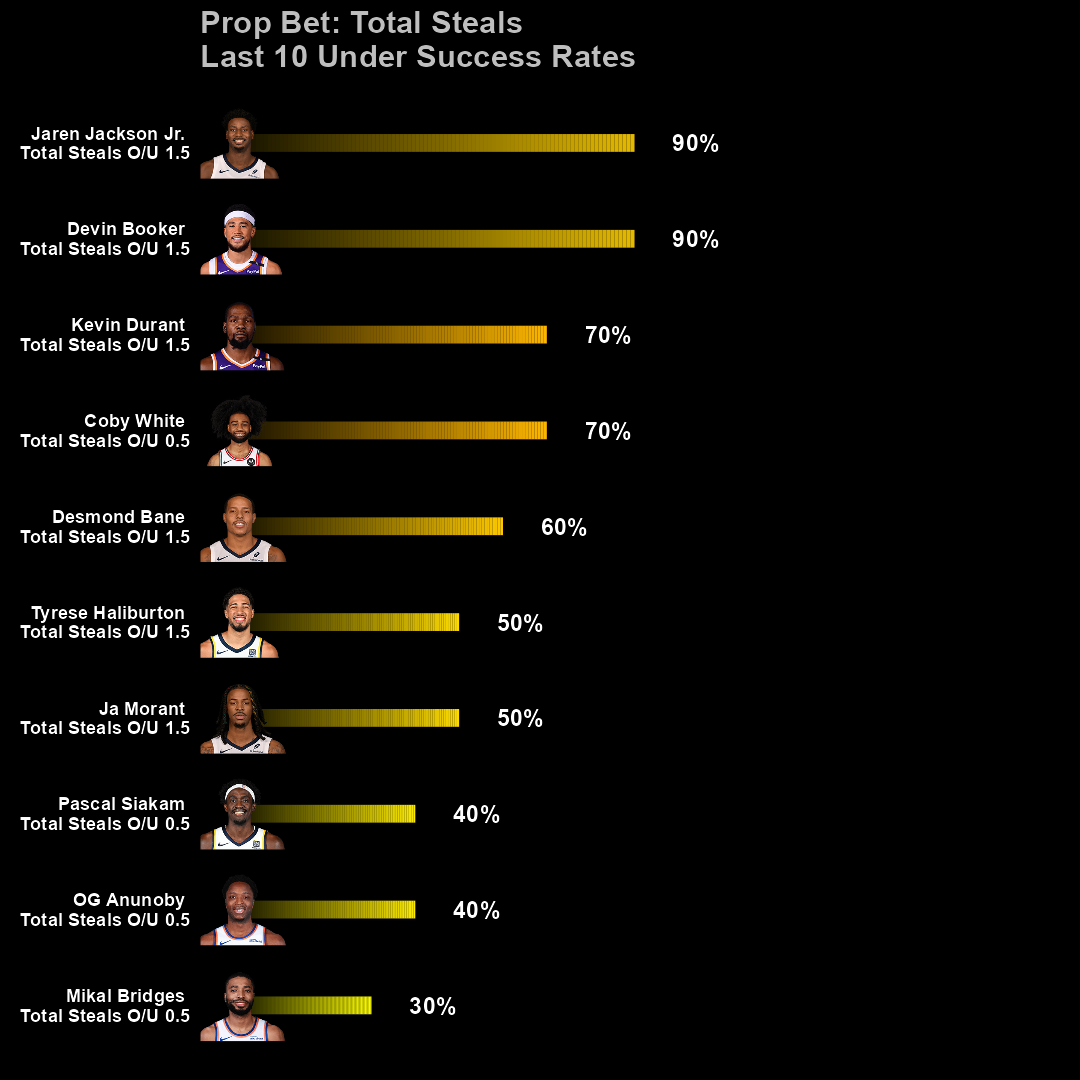 Prop Bet: Total Steals
Last 10 Under Success Rates
Jaren Jackson Jr.
Total Steals O/U 1.5
90%
Devin Booker
Total Steals O/U 1.5
90%
Kevin Durant
Total Steals O/U 1.5
70%
Coby White
Total Steals O/U 0.5
70%
Desmond Bane
Total Steals O/U 1.5
60%
Tyrese Haliburton
Total Steals O/U 1.5
50%
Ja Morant
Total Steals O/U 1.5
50%
Pascal Siakam
Total Steals O/U 0.5
40%
OG Anunoby
Total Steals O/U 0.5
40%
Mikal Bridges
Total Steals O/U 0.5
30%